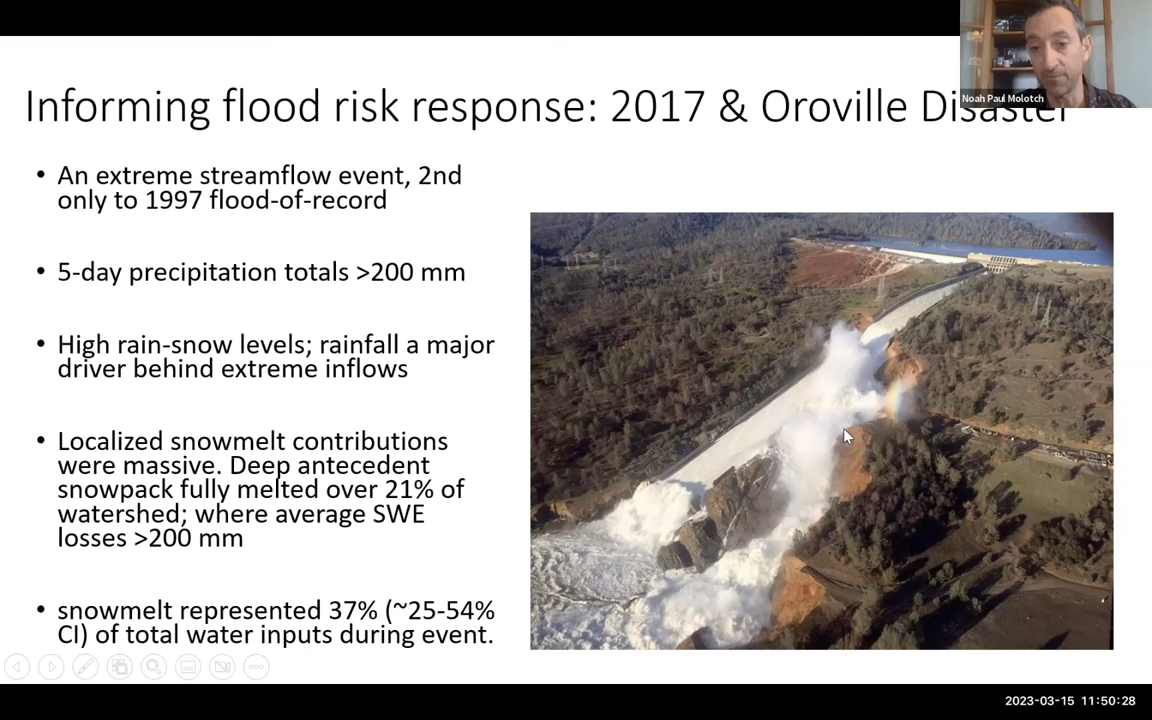 Noah Paul Molotch
Informing flood risk response: 2017 & Oroville Disaster
• An extreme streamflow event, 2nd
only to 1997 flood-of-record
• 5-day precipitation totals >200 mm
• High rain-snow levels; rainfall a major
driver behind extreme inflows
• Localized snowmelt contributions
were massive. Deep antecedent
snowpack fully melted over 21% of
watershed; where average SWE
losses >200 mm
• snowmelt represented 37% (~25-54%
CI) of total water inputs during event.
2023-03-15 11:50:28